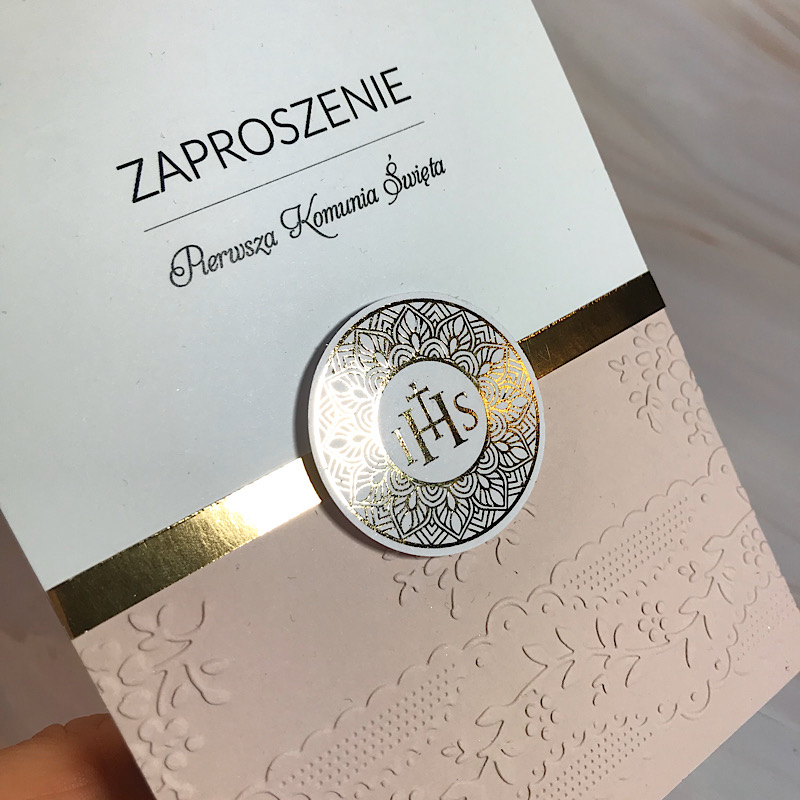 ZAPROSZENIE
Pierwsza Komunia Święta
IHS